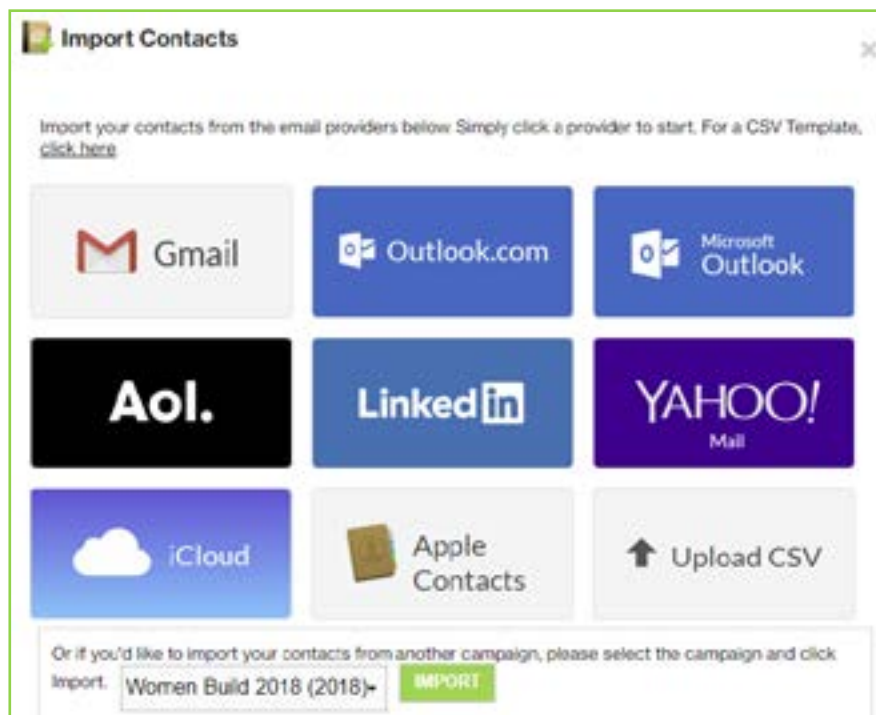 Import Contacts
Import your contacts from the email providers below. Simply click a provider to start. For a CSV Template,
click here
Gmail
Outlook.com
Microsoft
Outlook
Aol.
Linked in
YAHOO!
Mail
iCloud
Apple
Contacts
Upload CSV
Or if you'd like to import your contacts from another campaign, please select the campaign and click
Import. Women Build 2018 (2018) IMPORT